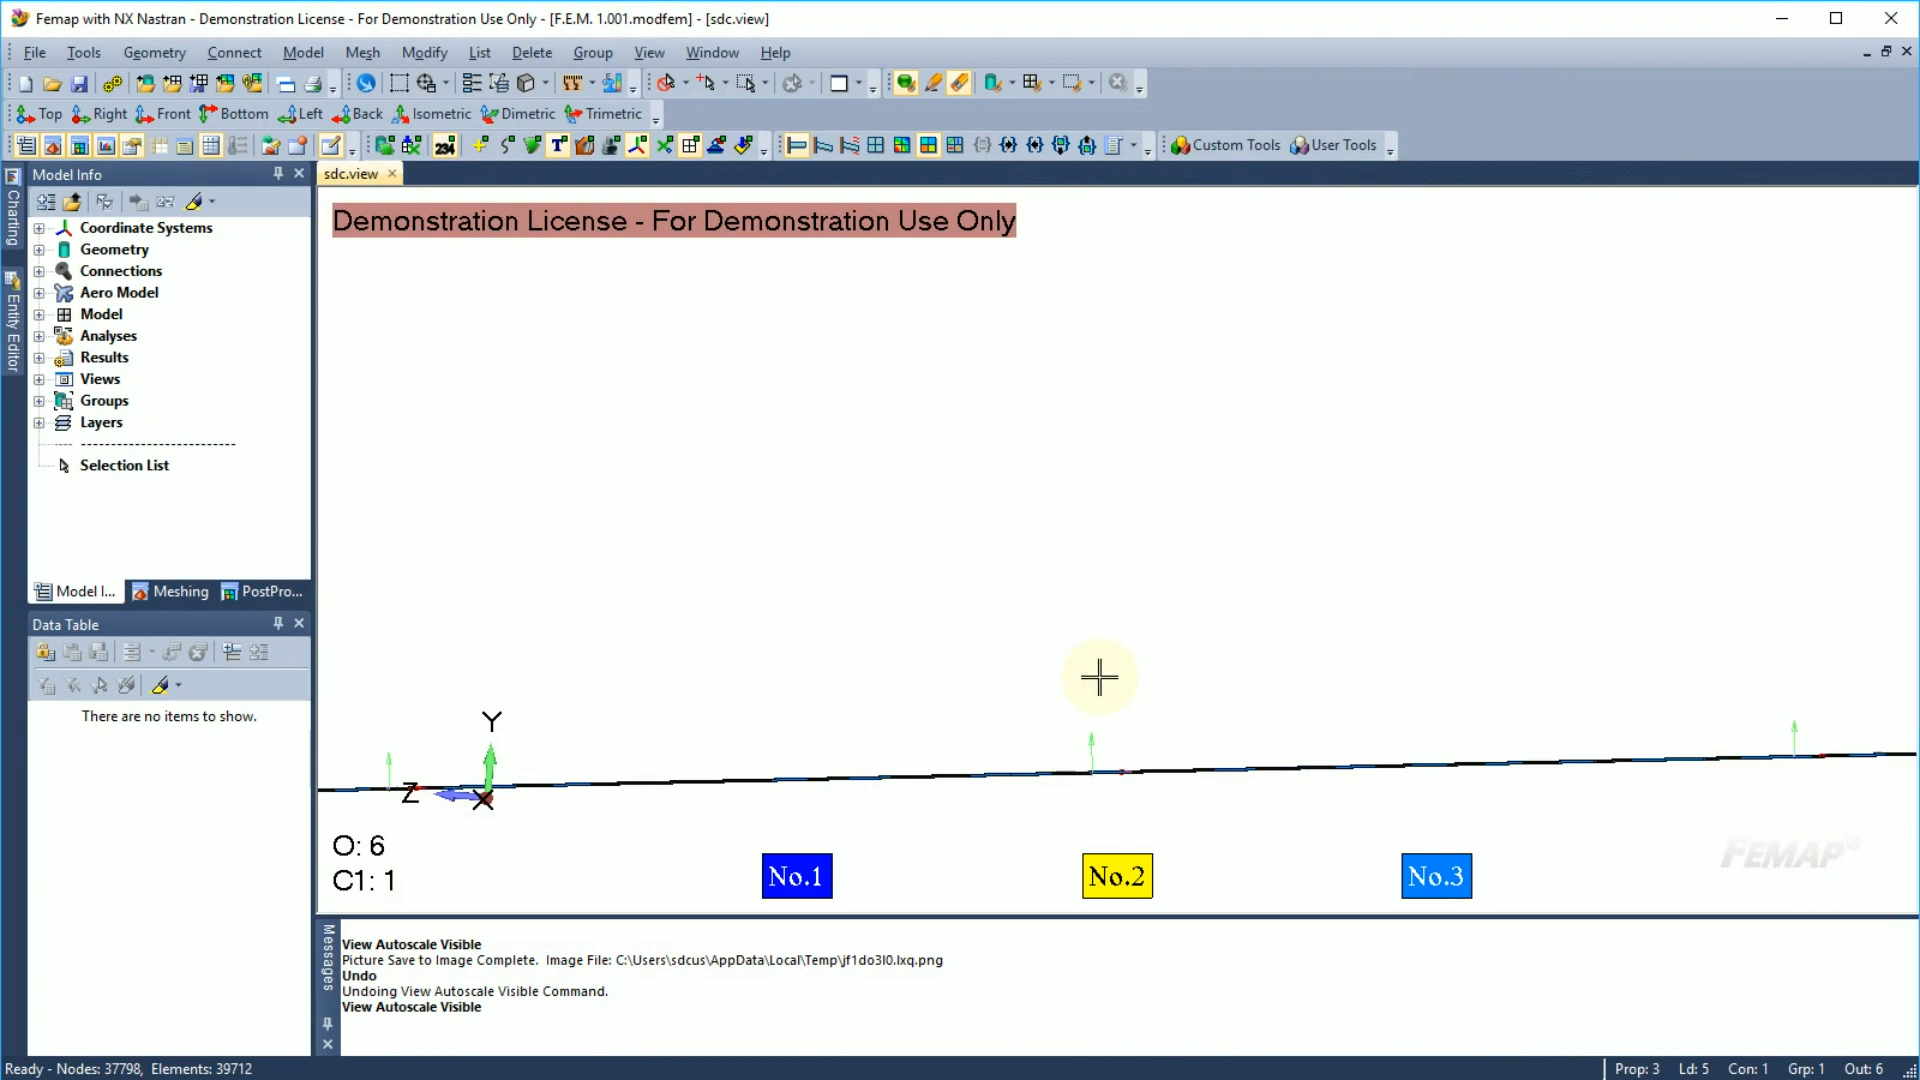 Femap with NX Nastran - Demonstration License - For Demonstration Use Only - [F.E.M. 1.001.modfem] - [sdc.view]
File Tools Geometry Connect Model Mesh Modify List Delete Group View Window Help
Top Right Front Bottom Left Back Isometric Dimetric Trimetric
234 T Custom Tools User Tools
Charting
Entity Editor
Model Info
sdc.view
Coordinate Systems
Geometry
Connections
Aero Model
Model
Analyses
Results
Views
Groups
Layers
Selection List
Model I... Meshing PostPro...
Data Table
There are no items to show.
Demonstration License - For Demonstration Use Only
Y
Z
X
O: 6
C1: 1
No.1 No.2 No.3
FEMAP®
Messages
View Autoscale Visible
Picture Save to Image Complete. Image File: C:\Users\sdcus\AppData\Local\Temp\jf1do3l0.lxq.png
Undo
Undoing View Autoscale Visible Command.
View Autoscale Visible
Ready - Nodes: 37798, Elements: 39712
Prop: 3 Ld: 5 Con: 1 Grp: 1 Out: 6